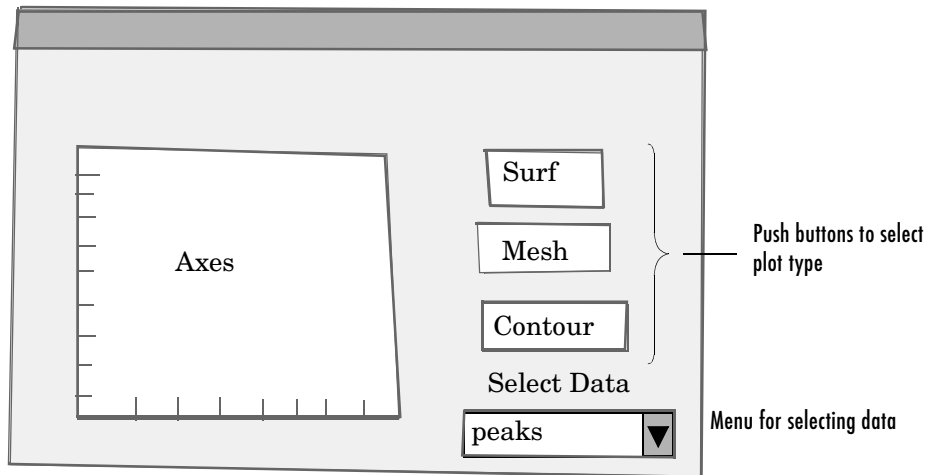 Surf
Mesh
Axes
Contour
Push buttons to select
plot type
Select Data
peaks
Menu for selecting data